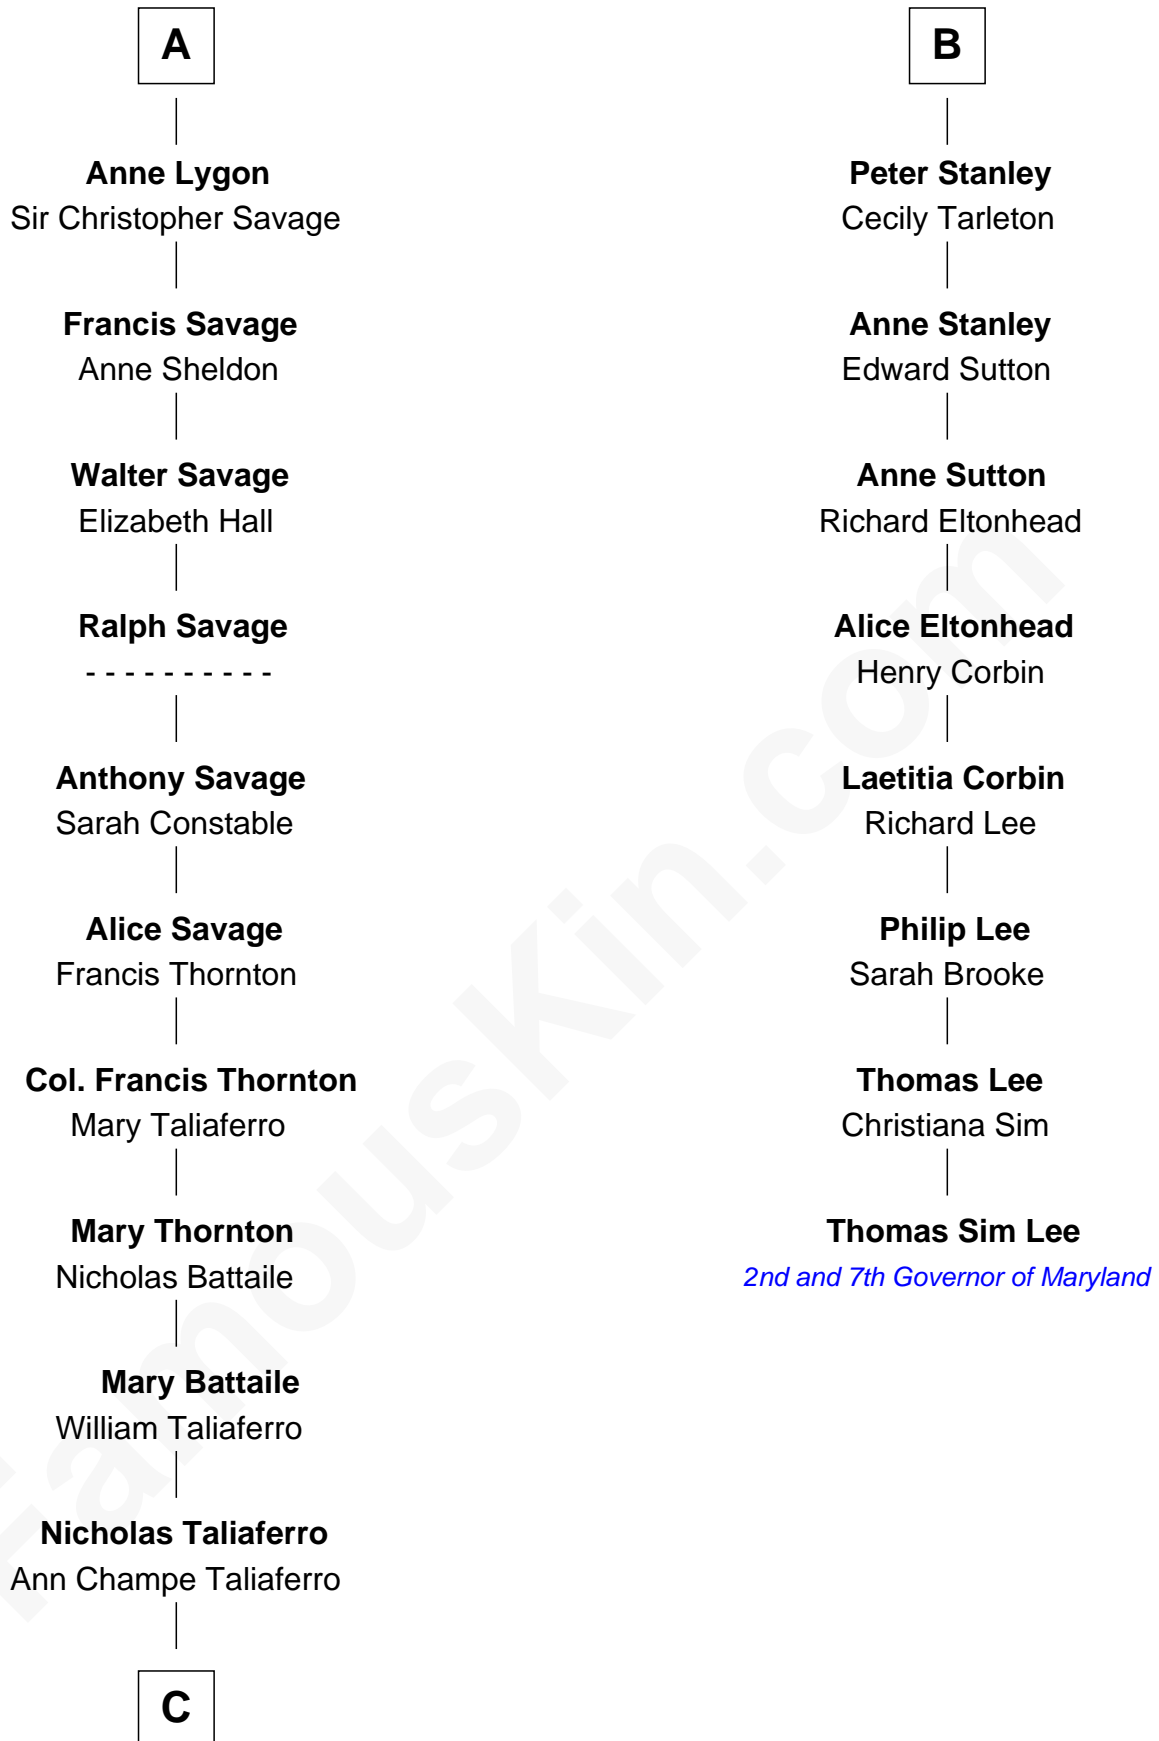 A
Anne Lygon
Sir Christopher Savage
Francis Savage
Anne Sheldon
Walter Savage
Elizabeth Hall
Ralph Savage
- - - - - - - - - -
Anthony Savage
Sarah Constable
Alice Savage
Francis Thornton
Col. Francis Thornton
Mary Taliaferro
Mary Thornton
Nicholas Battaile
Mary Battaile
William Taliaferro
Nicholas Taliaferro
Ann Champe Taliaferro
C
B
Peter Stanley
Cecily Tarleton
Anne Stanley
Edward Sutton
Anne Sutton
Richard Eltonhead
Alice Eltonhead
Henry Corbin
Laetitia Corbin
Richard Lee
Philip Lee
Sarah Brooke
Thomas Lee
Christiana Sim
Thomas Sim Lee
2nd and 7th Governor of Maryland
FamousKin.com